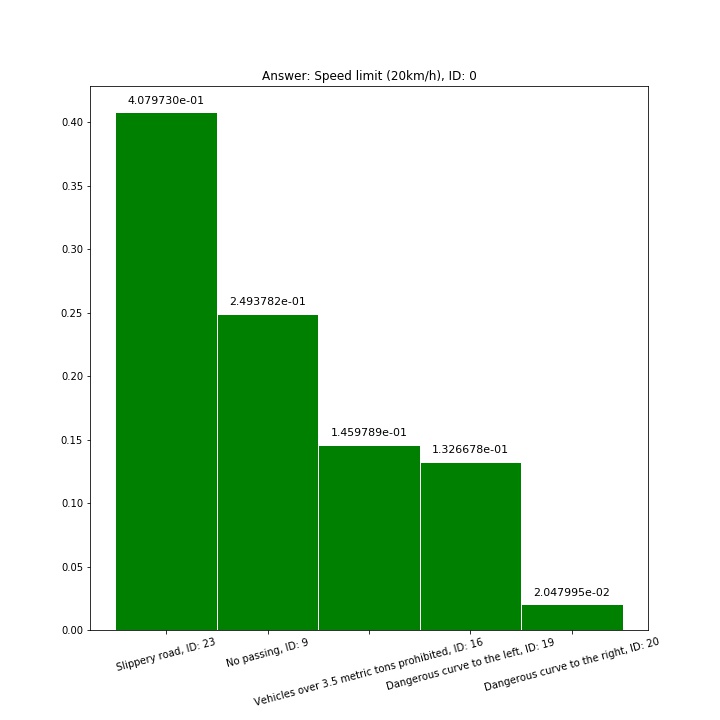 Answer: Speed limit (20km/h), ID: 0
4.079730e-01
2.493782e-01
1.459789e-01
1.326678e-01
2.047995e-02
0.40
0.35
0.30
0.25
0.20
0.15
0.10
0.05
0.00
Slippery road, ID: 23
No passing, ID: 9
Vehicles over 3.5 metric tons prohibited, ID: 16
Dangerous curve to the left, ID: 19
Dangerous curve to the right, ID: 20